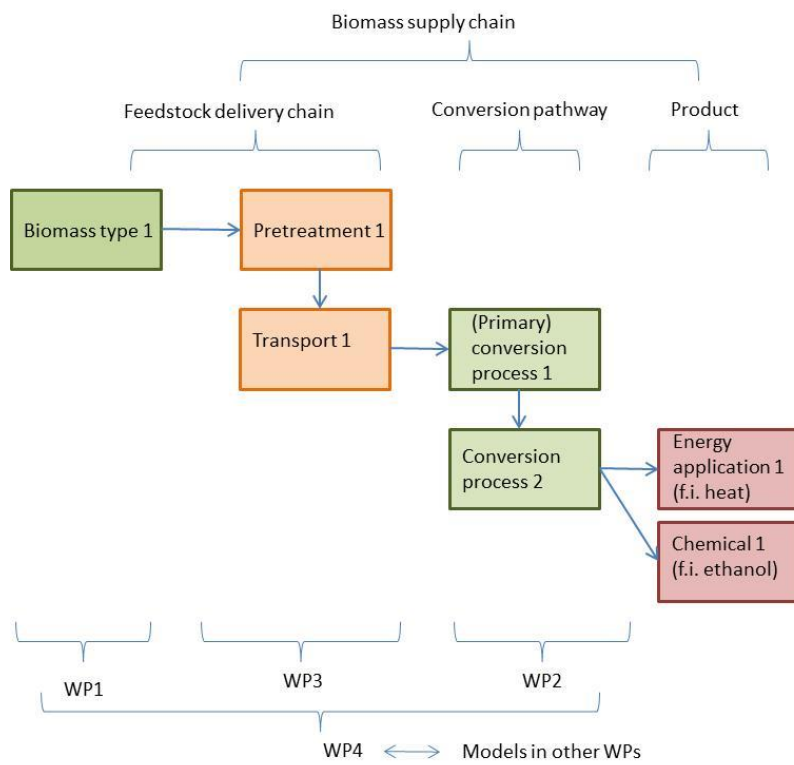 Biomass supply chain
Feedstock delivery chain
Conversion pathway
Product
Biomass type 1
Pretreatment 1
Transport 1
(Primary)
conversion
process 1
Conversion
process 2
Energy
application 1
(f.i. heat)
Chemical 1
(f.i. ethanol)
WP1
WP3
WP2
WP4
Models in other WPs